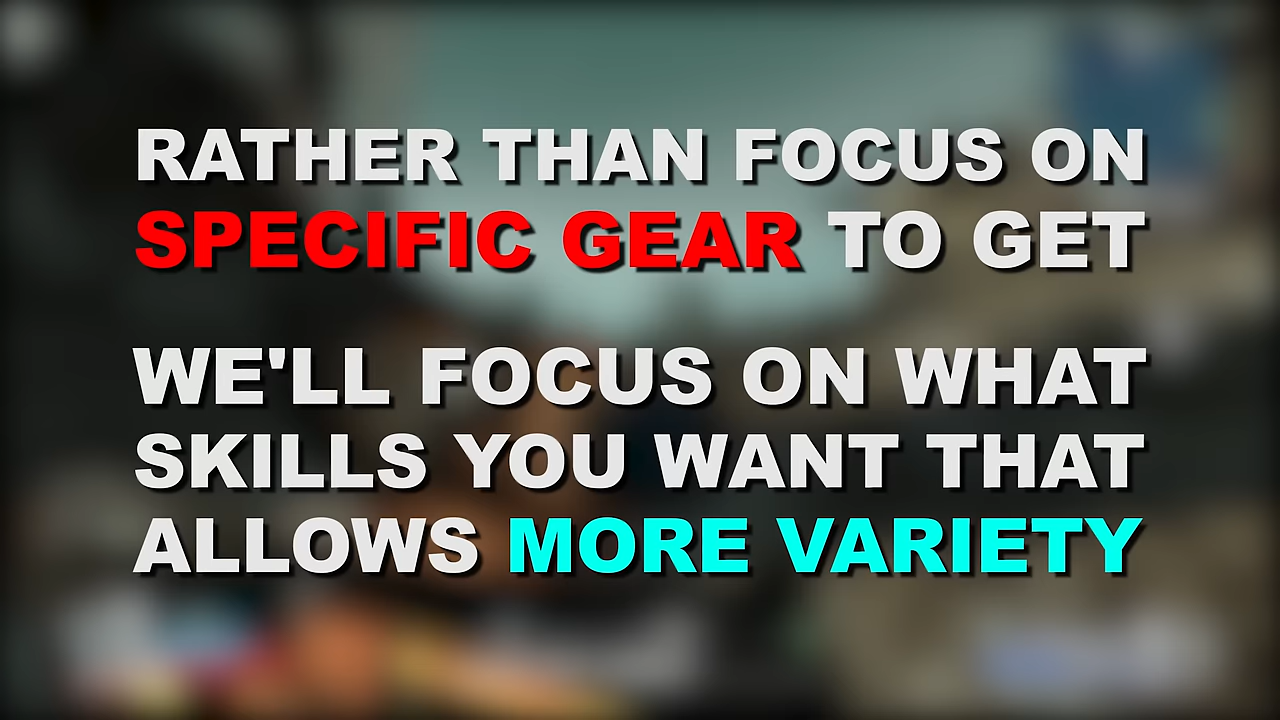 RATHER THAN FOCUS ON
SPECIFIC GEAR TO GET
WE'LL FOCUS ON WHAT
SKILLS YOU WANT THAT
ALLOWS MORE VARIETY